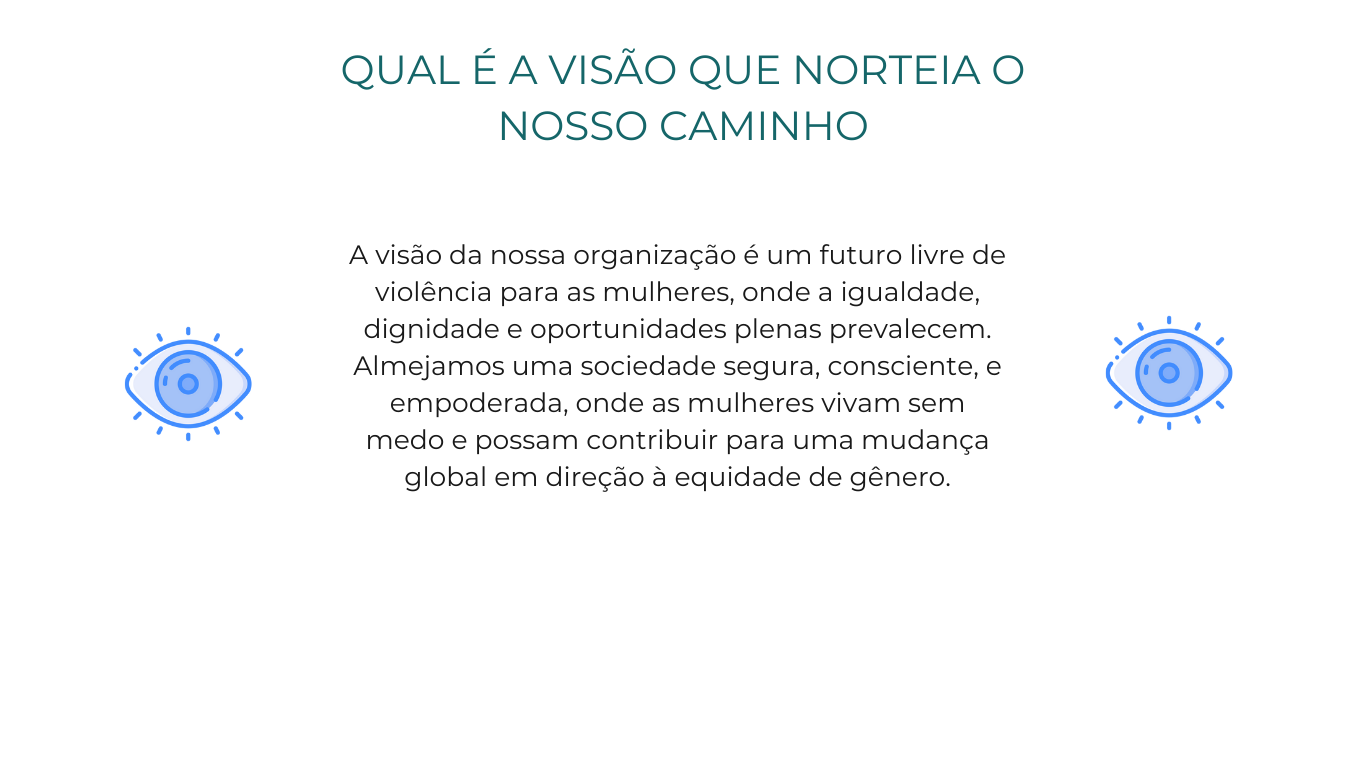 QUAL É A VISÃO QUE NORTEIA O
NOSSO CAMINHO
A visão da nossa organização é um futuro livre de
violência para as mulheres, onde a igualdade,
dignidade e oportunidades plenas prevalecem.
Almejamos uma sociedade segura, consciente, e
empoderada, onde as mulheres vivam sem
medo e possam contribuir para uma mudança
global em direção à equidade de gênero.